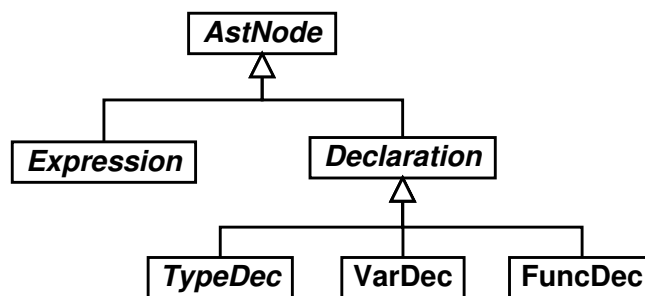 AstNode
Expression
Declaration
TypeDec
VarDec
FuncDec